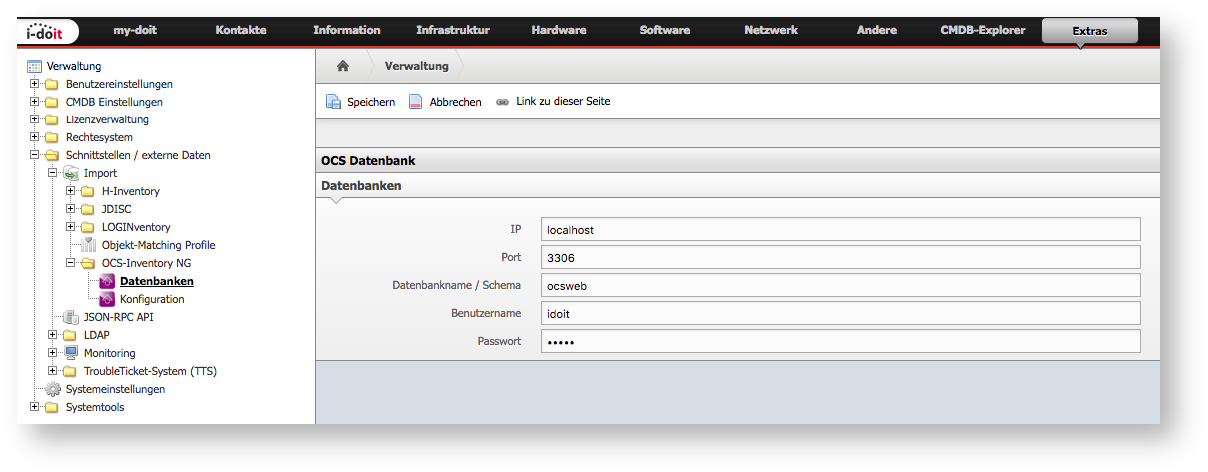 i-doit my-doit Kontakte Information Infrastruktur Hardware Software Netzwerk Andere CMDB-Explorer Extras
Verwaltung
Benutzereinstellungen
CMDB Einstellungen
Lizenzverwaltung
Rechtesystem
Schnittstellen / externe Daten
Import
H-Inventory
JDISC
LOGINventory
Objekt-Matching Profile
OCS-Inventory NG
Datenbanken
Konfiguration
JSON-RPC API
LDAP
Monitoring
TroubleTicket-System (TTS)
Systemeinstellungen
Systemtools
Verwaltung
Speichern Abbrechen Link zu dieser Seite
OCS Datenbank
Datenbanken
IP localhost
Port 3306
Datenbankname / Schema ocsweb
Benutzername idoit
Passwort •••••